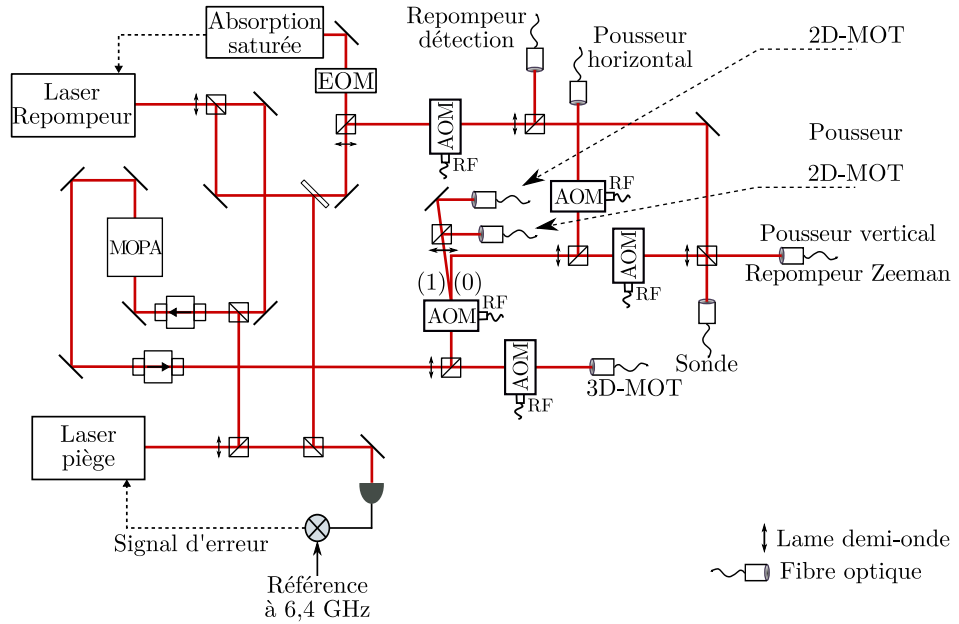 Absorption
saturée
Repompeur
détection
Pousseur
horizontal
2D-MOT
Laser
Repompeur
EOM
AOM
RF
Pousseur
2D-MOT
AOM
RF
MOPA
(1) (0)
AOM
RF
AOM
RF
Pousseur vertical
Repompeur Zeeman
Sonde
AOM
RF
3D-MOT
Laser
piège
Signal d'erreur
Référence
à 6,4 GHz
Lame demi-onde
Fibre optique